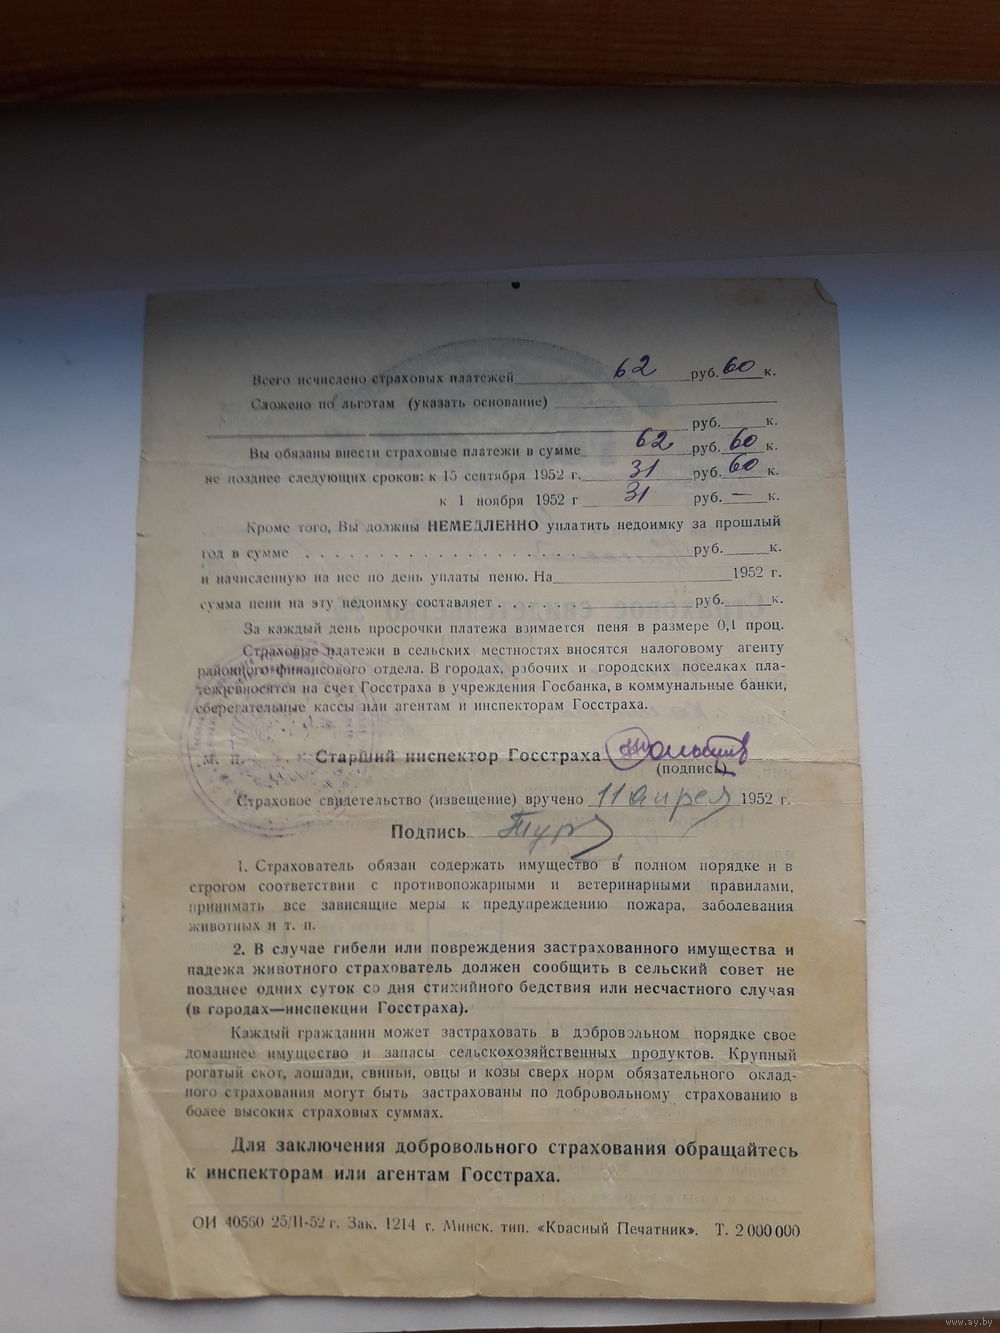 Всего исчислено страховых платежей 62 руб. 60 к.
Сложено по льготам (указать основание)
руб. к.
Вы обязаны внести страховые платежи в сумме 62 руб. 60 к.
не позднее следующих сроков: к 15 сентября 1952 г. 31 руб. 60 к.
к 1 ноября 1952 г 31 руб. — к.
Кроме того, Вы должны НЕМЕДЛЕННО уплатить недоимку за прошлый
год в сумме . . . . . . . . . . . . . . . . . руб. к.
и начисленную на нее по день уплаты пеню. На 1952 г.
сумма пени на эту недоимку составляет . . . . . . руб. к.
За каждый день просрочки платежа взимается пеня в размере 0,1 проц.
Страховые платежи в сельских местностях вносятся налоговому агенту
районного финансового отдела. В городах, рабочих и городских поселках пла-
тежи вносятся на счет Госстраха в учреждения Госбанка, в коммунальные банки,
сберегательные кассы или агентам и инспекторам Госстраха.
М. П. Старший инспектор Госстраха
(подпись)
Страховое свидетельство (извещение) вручено 11 апреля 1952 г.
Подпись
1. Страхователь обязан содержать имущество в полном порядке и в
строгом соответствии с противопожарными и ветеринарными правилами,
принимать все зависящие меры к предупреждению пожара, заболевания
животных и т. п.
2. В случае гибели или повреждения застрахованного имущества и
падежа животного страхователь должен сообщить в сельский совет не
позднее одних суток со дня стихийного бедствия или несчастного случая
(в городах—инспекции Госстраха).
Каждый гражданин может застраховать в добровольном порядке свое
домашнее имущество и запасы сельскохозяйственных продуктов. Крупный
рогатый скот, лошади, свиньи, овцы и козы сверх норм обязательного оклад-
ного страхования могут быть застрахованы по добровольному страхованию в
более высоких страховых суммах.
Для заключения добровольного страхования обращайтесь
к инспекторам или агентам Госстраха.
ОИ 40560 25/II-52 г. Зак. 1214 г. Минск. тип. «Красный Печатник». Т. 2 000 000
www.ay.by